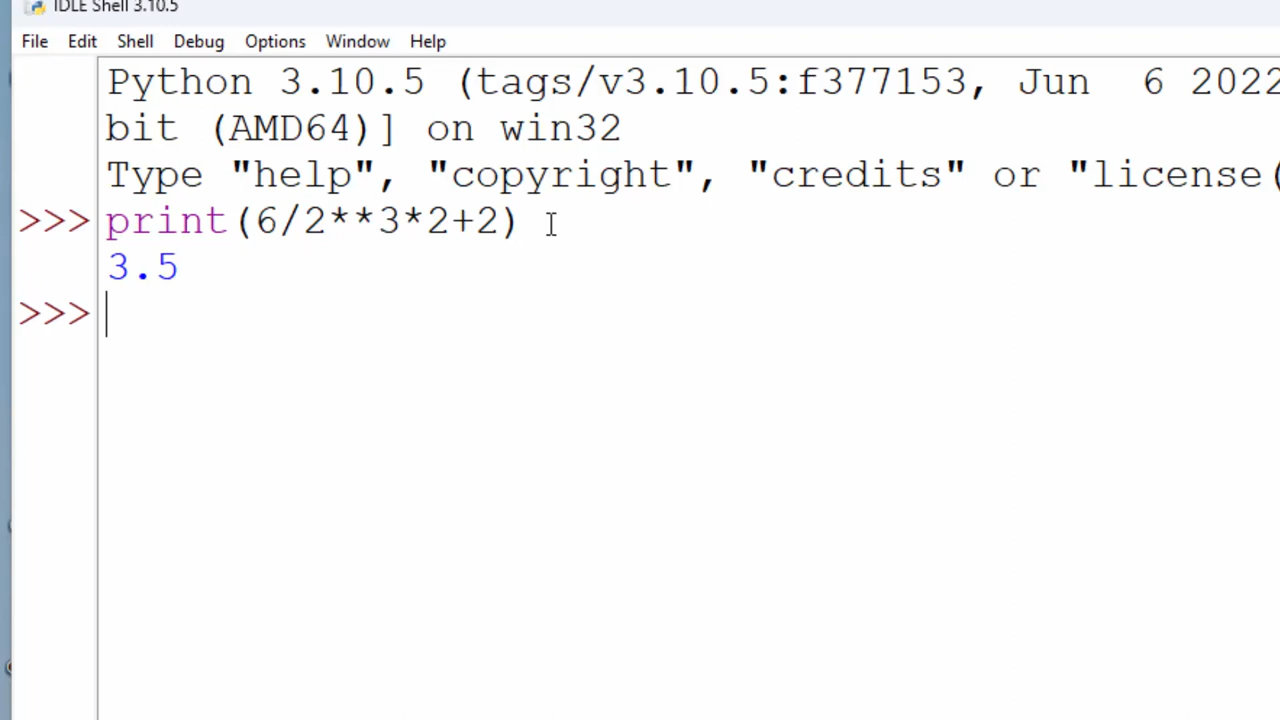 IDLE Shell 3.10.5
File Edit Shell Debug Options Window Help
Python 3.10.5 (tags/v3.10.5:f377153, Jun  6 2022
bit (AMD64)] on win32
Type "help", "copyright", "credits" or "license(
>>> print(6/2**3*2+2)
3.5
>>>